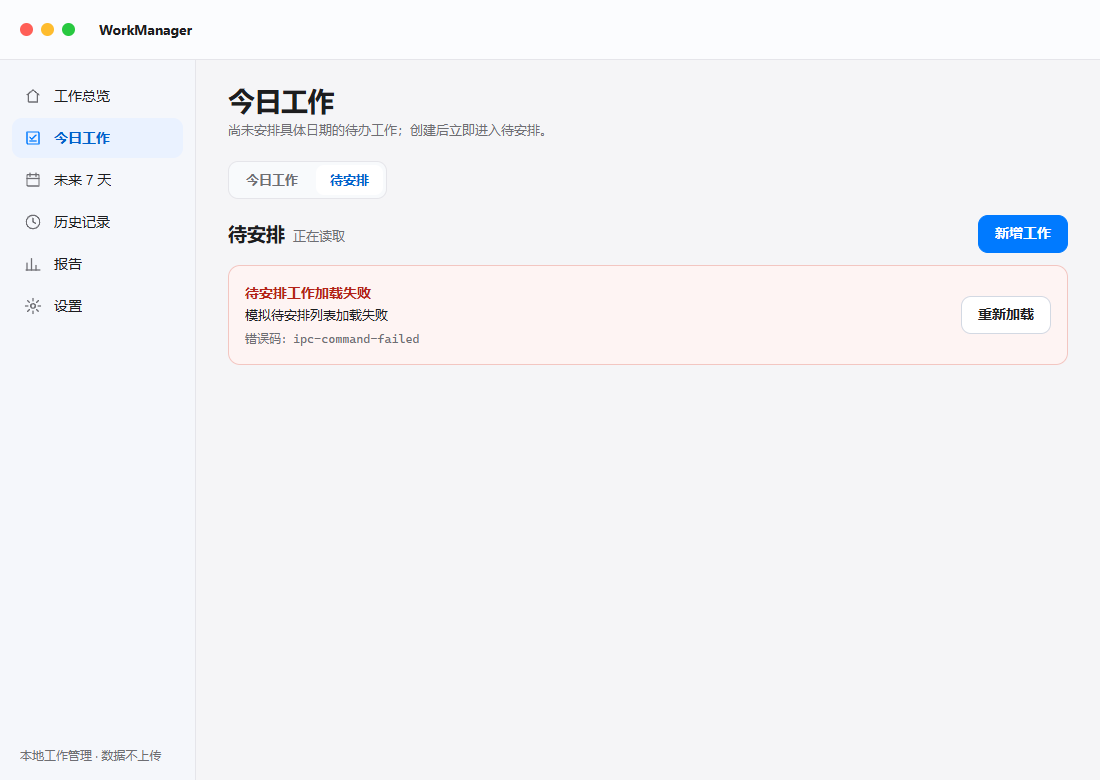 WorkManager
工作总览
今日工作
未来 7 天
历史记录
报告
设置
本地工作管理 · 数据不上传
今日工作
尚未安排具体日期的待办工作；创建后立即进入待安排。
今日工作 待安排
待安排 正在读取
新增工作
待安排工作加载失败
模拟待安排列表加载失败
错误码: ipc-command-failed
重新加载